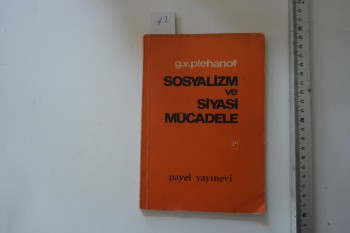 g.v.plehanof
SOSYALİZM
ve
SİYASİ
MÜCADELE
payel yayınevi